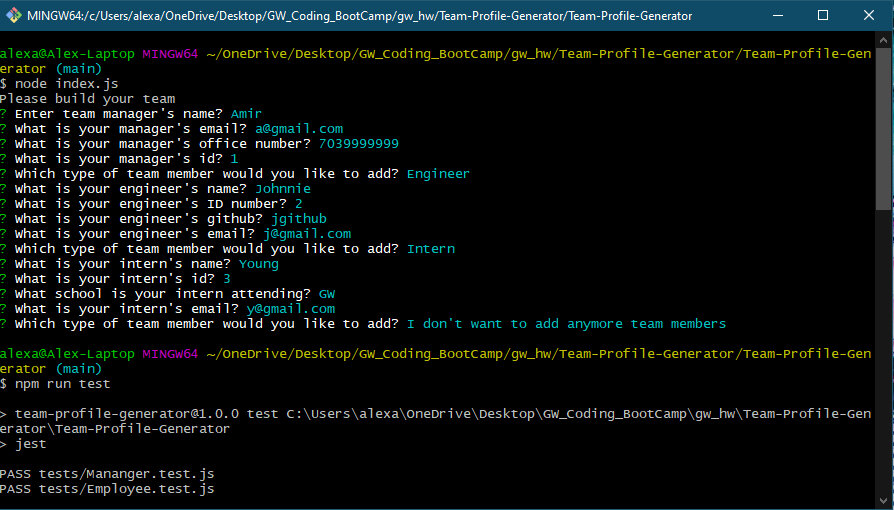 MINGW64:/c/Users/alexa/OneDrive/Desktop/GW_Coding_BootCamp/gw_hw/Team-Profile-Generator/Team-Profile-Generator
alexa@Alex-Laptop MINGW64 ~/OneDrive/Desktop/GW_Coding_BootCamp/gw_hw/Team-Profile-Generator/Team-Profile-Gen
erator (main)
$ node index.js
Please build your team
? Enter team manager's name? Amir
? What is your manager's email? a@gmail.com
? What is your manager's office number? 7039999999
? What is your manager's id? 1
? Which type of team member would you like to add? Engineer
? What is your engineer's name? Johnnie
? What is your employee's ID number? 2
? What is your engineer's github? jgithub
? What is your engineer's email? j@gmail.com
? Which type of team member would you like to add? Intern
? What is your intern's name? Young
? What is your intern's id? 3
? What school is your intern attending? GW
? What is your intern's email? y@gmail.com
? Which type of team member would you like to add? I don't want to add anymore team members
alexa@Alex-Laptop MINGW64 ~/OneDrive/Desktop/GW_Coding_BootCamp/gw_hw/Team-Profile-Generator/Team-Profile-Gen
erator (main)
$ npm run test
> team-profile-generator@1.0.0 test C:\Users\alexa\OneDrive\Desktop\GW_Coding_BootCamp\gw_hw\Team-Profile-Gen
erator\Team-Profile-Generator
> jest
PASS tests/Mananger.test.js
PASS tests/Employee.test.js